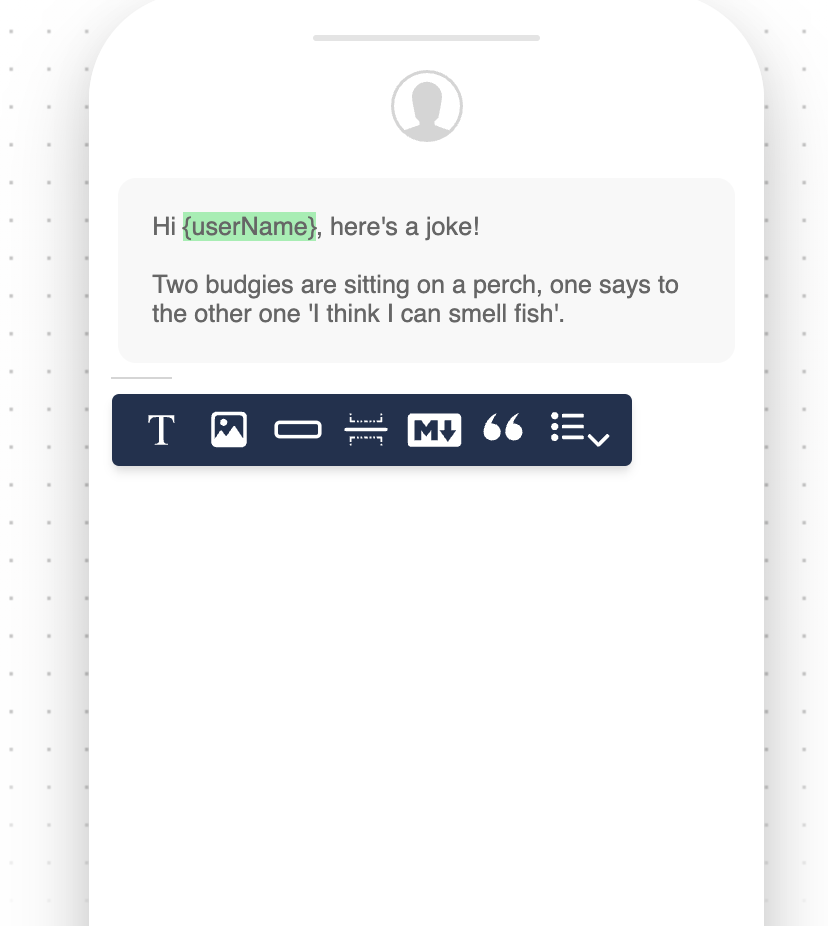 Hi {userName}, here's a joke!
Two budgies are sitting on a perch, one says to
the other one 'I think I can smell fish'.
T
M